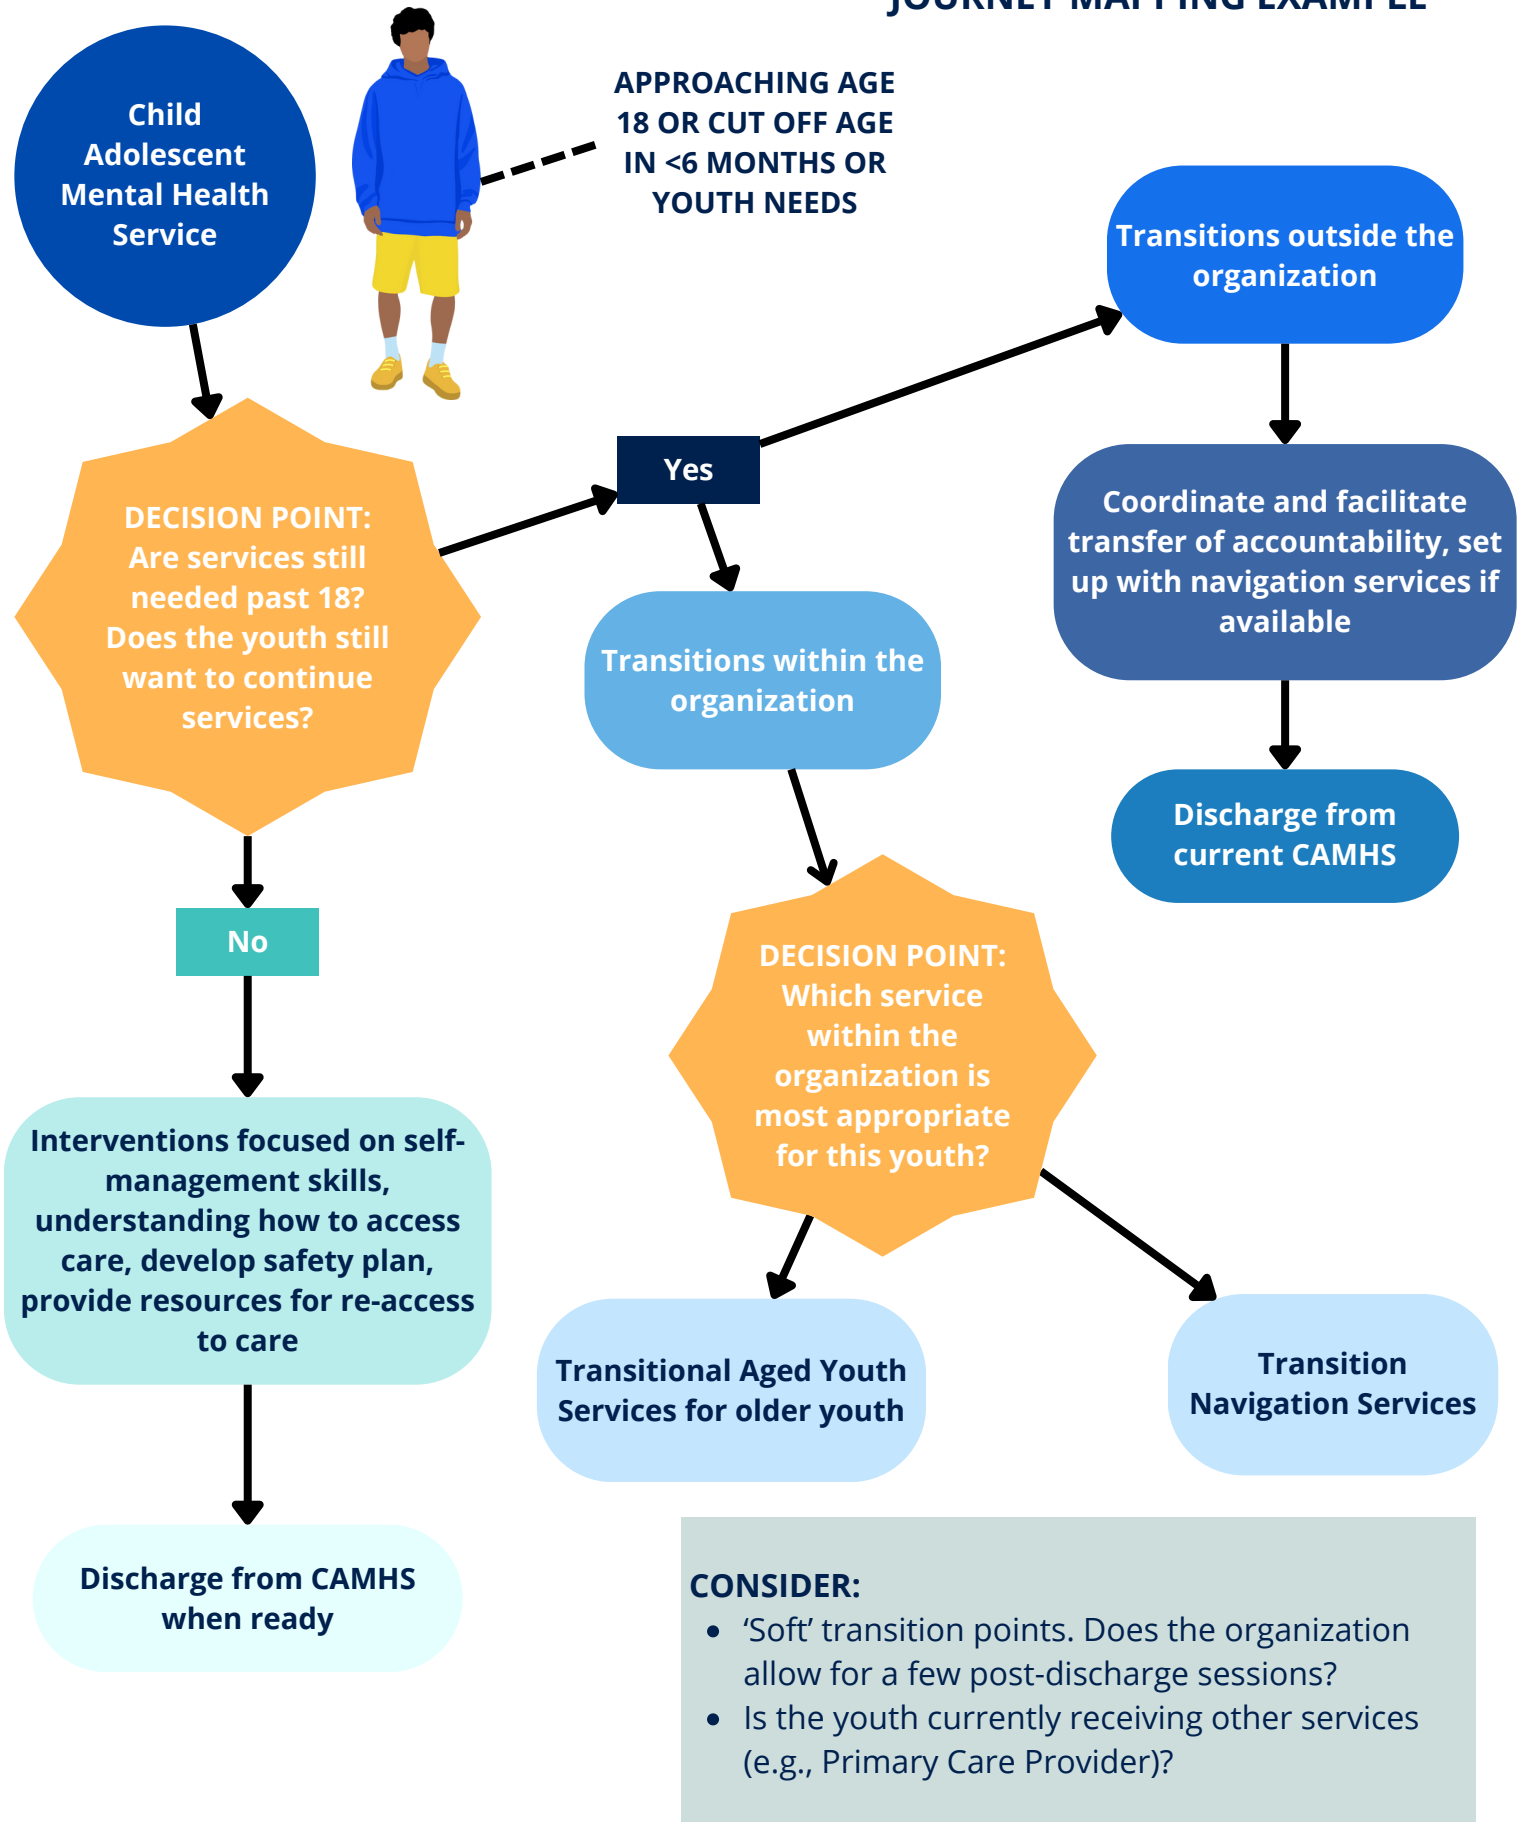 JOURNEY MAPPING EXAMPLE
Child
Adolescent
Mental Health
Service
APPROACHING AGE
18 OR CUT OFF AGE
IN <6 MONTHS OR
YOUTH NEEDS
Transitions outside the
organization
Yes
Coordinate and facilitate
transfer of accountability, set
up with navigation services if
available
DECISION POINT:
Are services still
needed past 18?
Does the youth still
want to continue
services?
Transitions within the
organization
Discharge from
current CAMHS
No
DECISION POINT:
Which service
within the
organization is
most appropriate
for this youth?
Interventions focused on self-
management skills,
understanding how to access
care, develop safety plan,
provide resources for re-access
to care
Transitional Aged Youth
Services for older youth
Transition
Navigation Services
Discharge from CAMHS
when ready
CONSIDER:
• ‘Soft’ transition points. Does the organization
allow for a few post-discharge sessions?
• Is the youth currently receiving other services
(e.g., Primary Care Provider)?